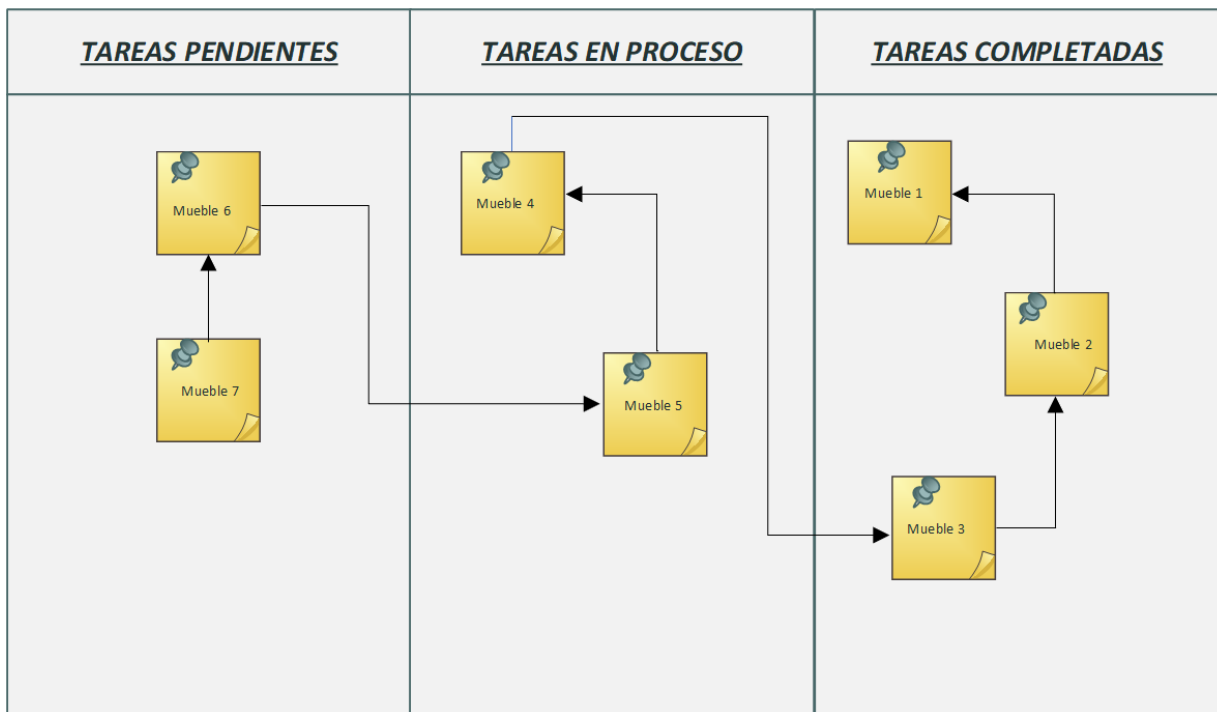 TAREAS PENDIENTES
TAREAS EN PROCESO
TAREAS COMPLETADAS
Mueble 6
Mueble 7
Mueble 4
Mueble 5
Mueble 1
Mueble 2
Mueble 3